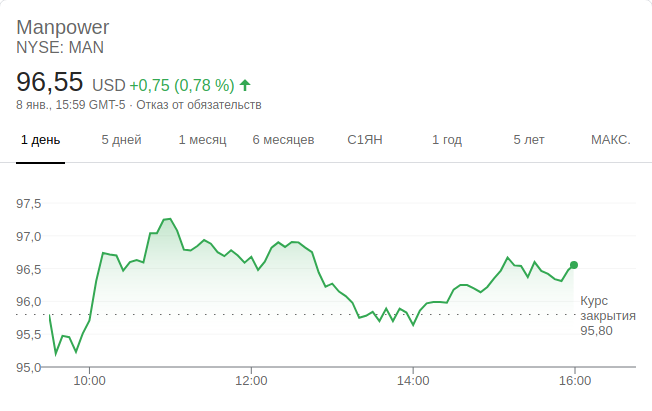 Manpower
NYSE: MAN
96,55 USD +0,75 (0,78 %)
8 янв., 15:59 GMT-5 · Отказ от обязательств
1 день 5 дней 1 месяц 6 месяцев С1ЯН 1 год 5 лет МАКС.
97,5
97,0
96,5
96,0
95,5
95,0
Курс
закрытия
95,80
10:00 12:00 14:00 16:00